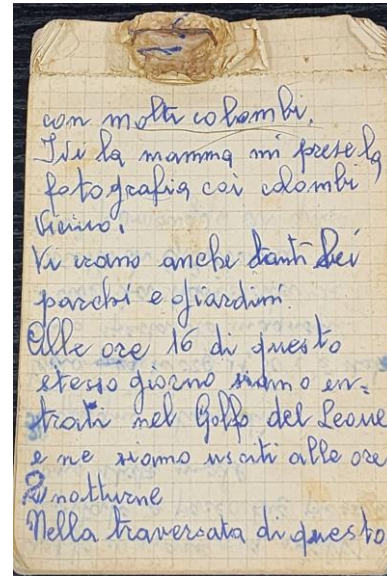 con molti colombi.
Ivi la mamma mi prese la
fotografia coi colombi
vicino.
Vi erano anche tanti bei
parchi e giardini
Alle ore 16 di questo
stesso giorno siamo en=
trati nel Golfo del Leone
e ne siamo usciti alle ore
2 notturne
Nella traversata di questo